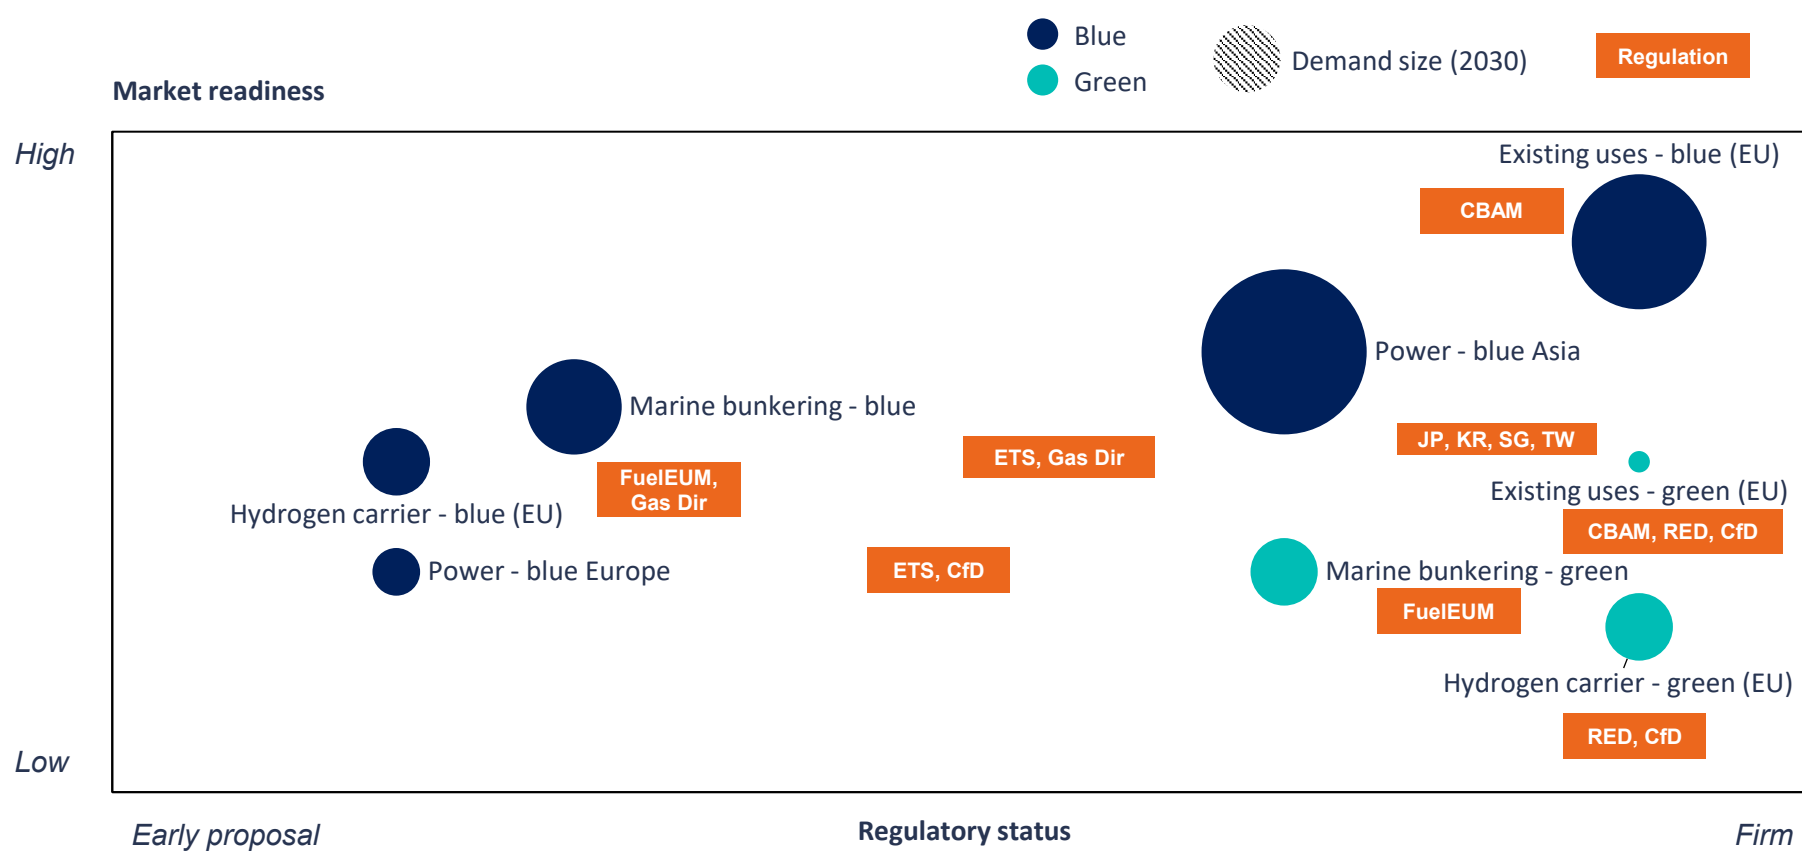 Blue
Green
Demand size (2030)
Regulation
Market readiness
High
Existing uses - blue (EU)
CBAM
Power - blue Asia
Marine bunkering - blue
JP, KR, SG, TW
ETS, Gas Dir
FuelEUM,
Gas Dir
Existing uses - green (EU)
Hydrogen carrier - blue (EU)
CBAM, RED, CfD
Power - blue Europe
ETS, CfD
Marine bunkering - green
FuelEUM
Hydrogen carrier - green (EU)
RED, CfD
Low
Early proposal
Regulatory status
Firm